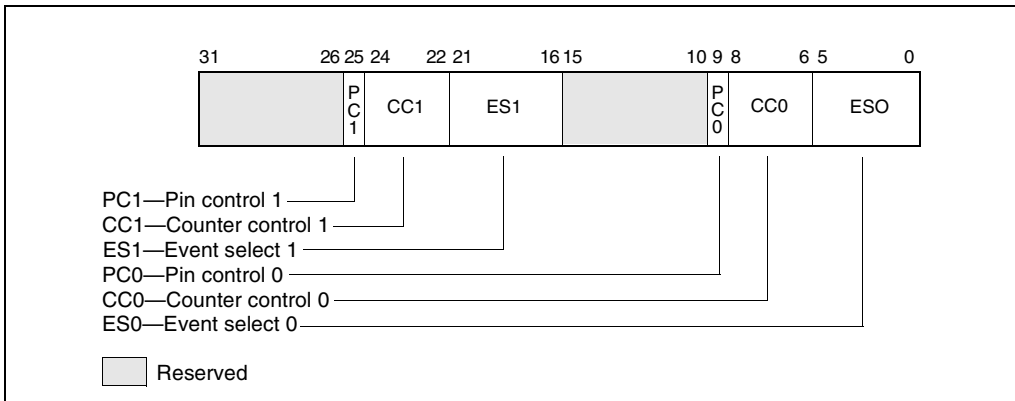 31 26 25 24 22 21 16 15 10 9 8 6 5 0
PC1 CC1 ES1 PC0 CC0 ESO
PC1—Pin control 1
CC1—Counter control 1
ES1—Event select 1
PC0—Pin control 0
CC0—Counter control 0
ES0—Event select 0
Reserved